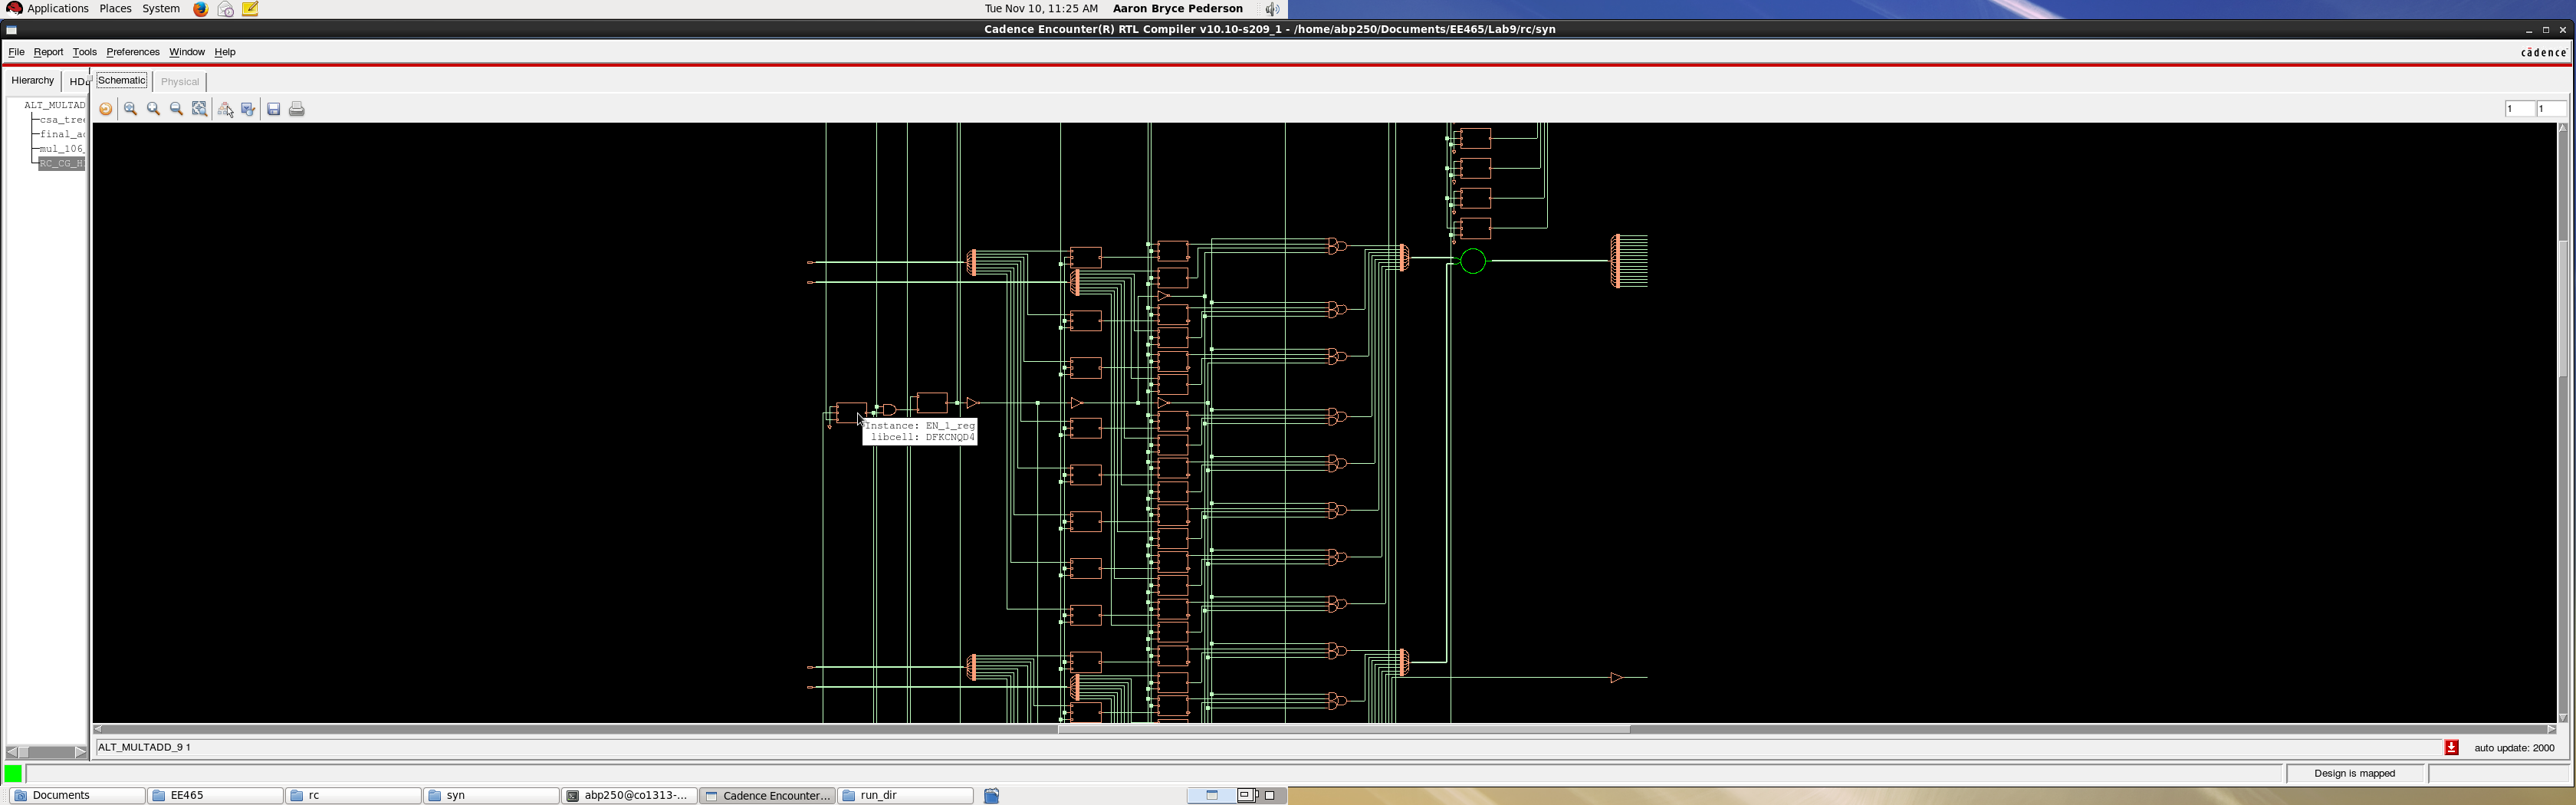 Applications Places System Tue Nov 10, 11:25 AM Aaron Bryce Pederson
Cadence Encounter(R) RTL Compiler v10.10-s209_1 - /home/abp250/Documents/EE465/Lab9/rc/syn
File Report Tools Preferences Window Help cādence
Hierarchy HD Schematic Physical
1 1
ALT_MULTAD
csa_tre
final_a
mul_106_
RC_CG_H
Instance: EN_1_reg
libcell: DFKCNQD4
ALT_MULTADD_9 1 auto update: 2000
Design is mapped
Documents EE465 rc syn abp250@co1313-... Cadence Encounter... run_dir